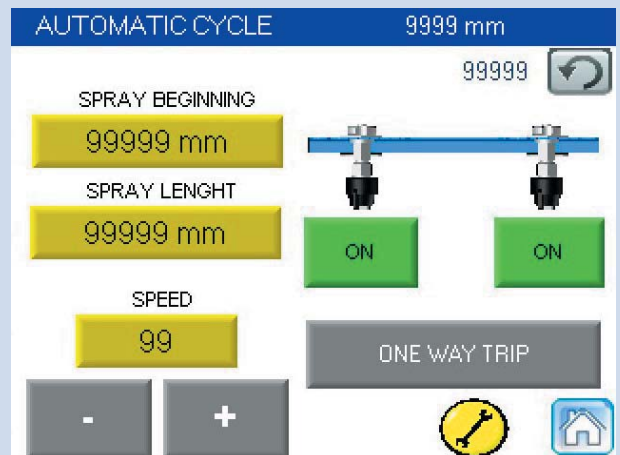 AUTOMATIC CYCLE 9999 mm
99999
SPRAY BEGINNING
99999 mm
SPRAY LENGHT
99999 mm
ON ON
SPEED
99
ONE WAY TRIP
- +